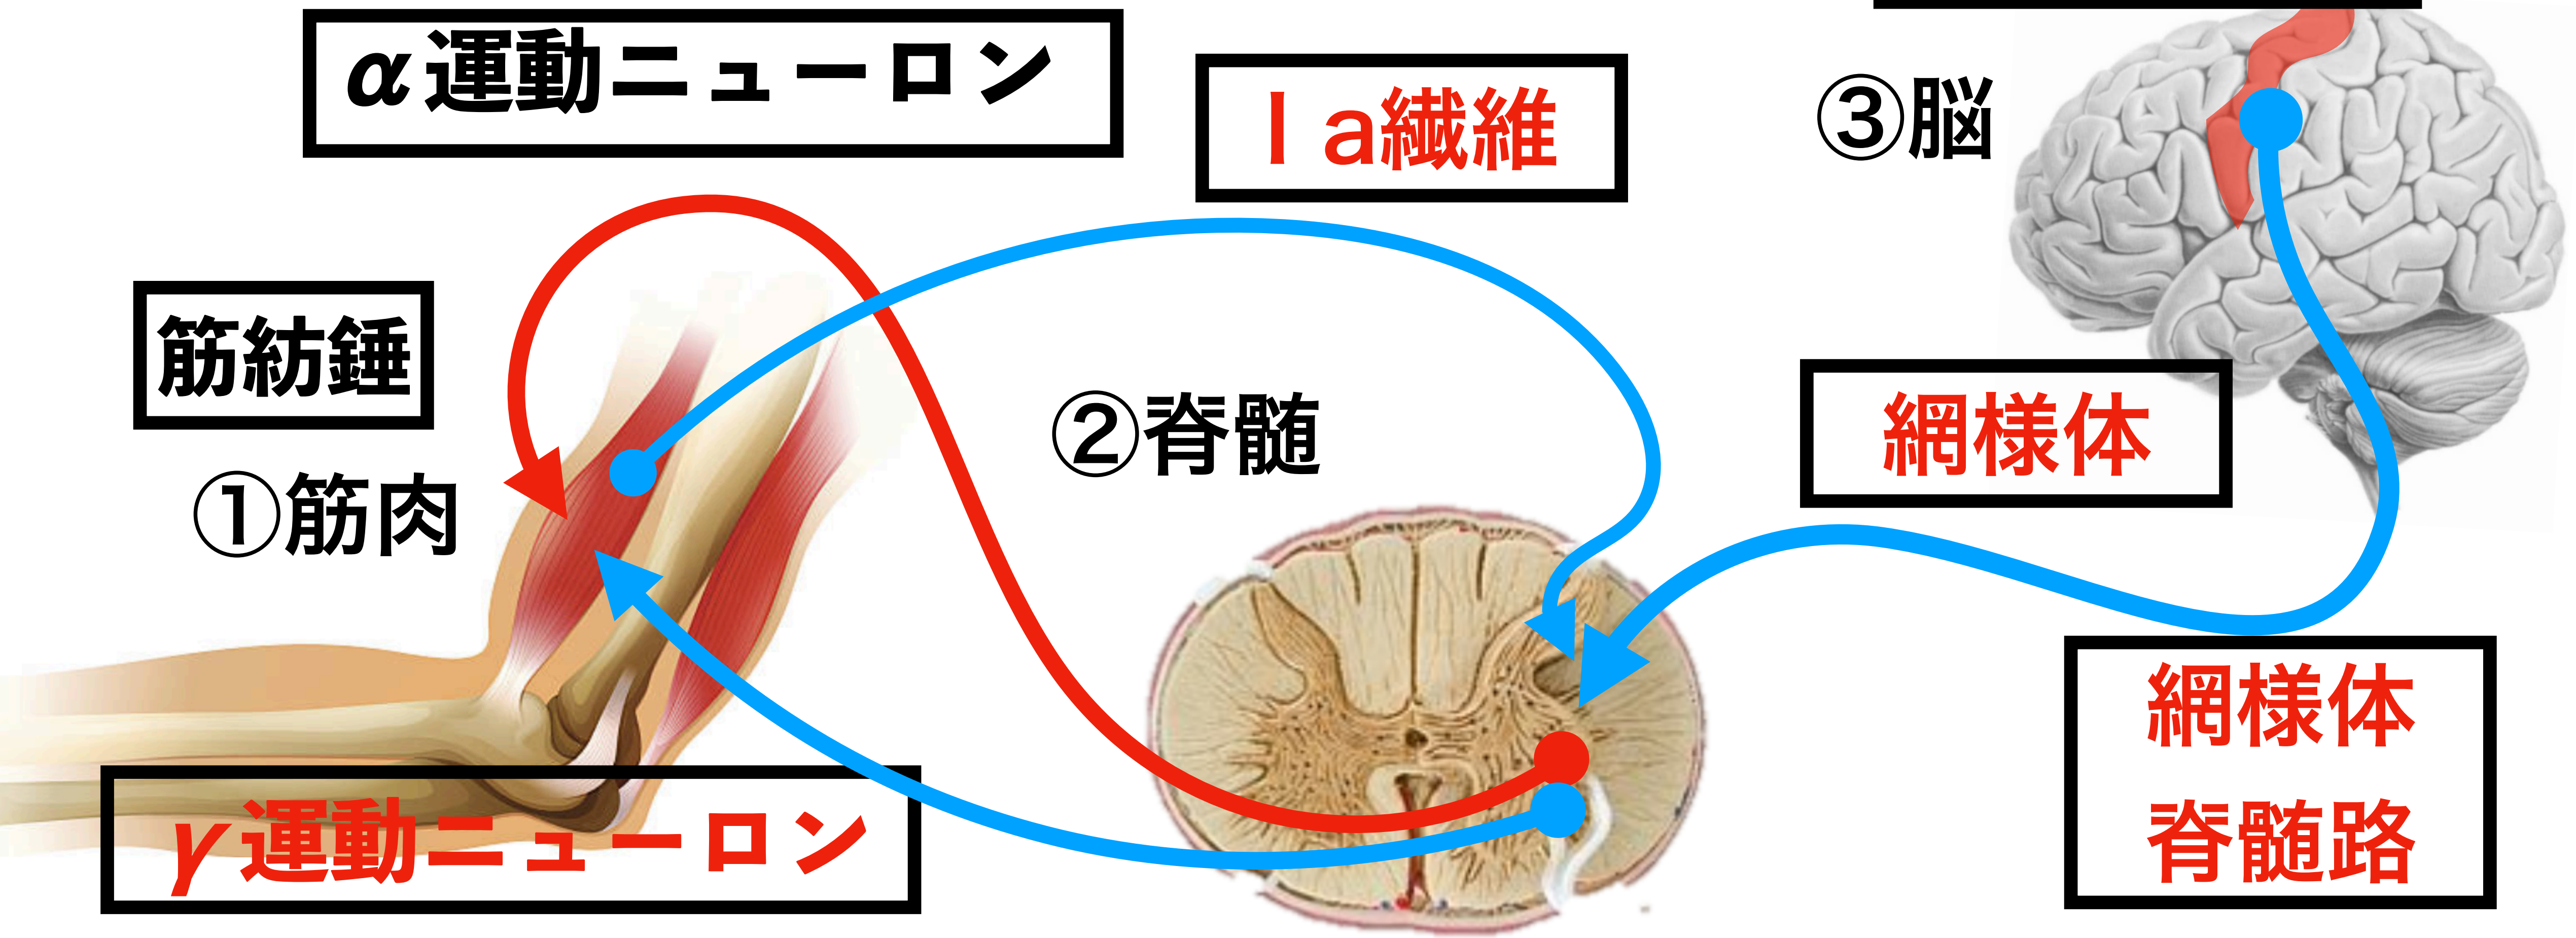 α運動ニューロン
Ⅰa繊維
③脳
筋紡錘
①筋肉
②脊髄
網様体
網様体
脊髄路
γ運動ニューロン